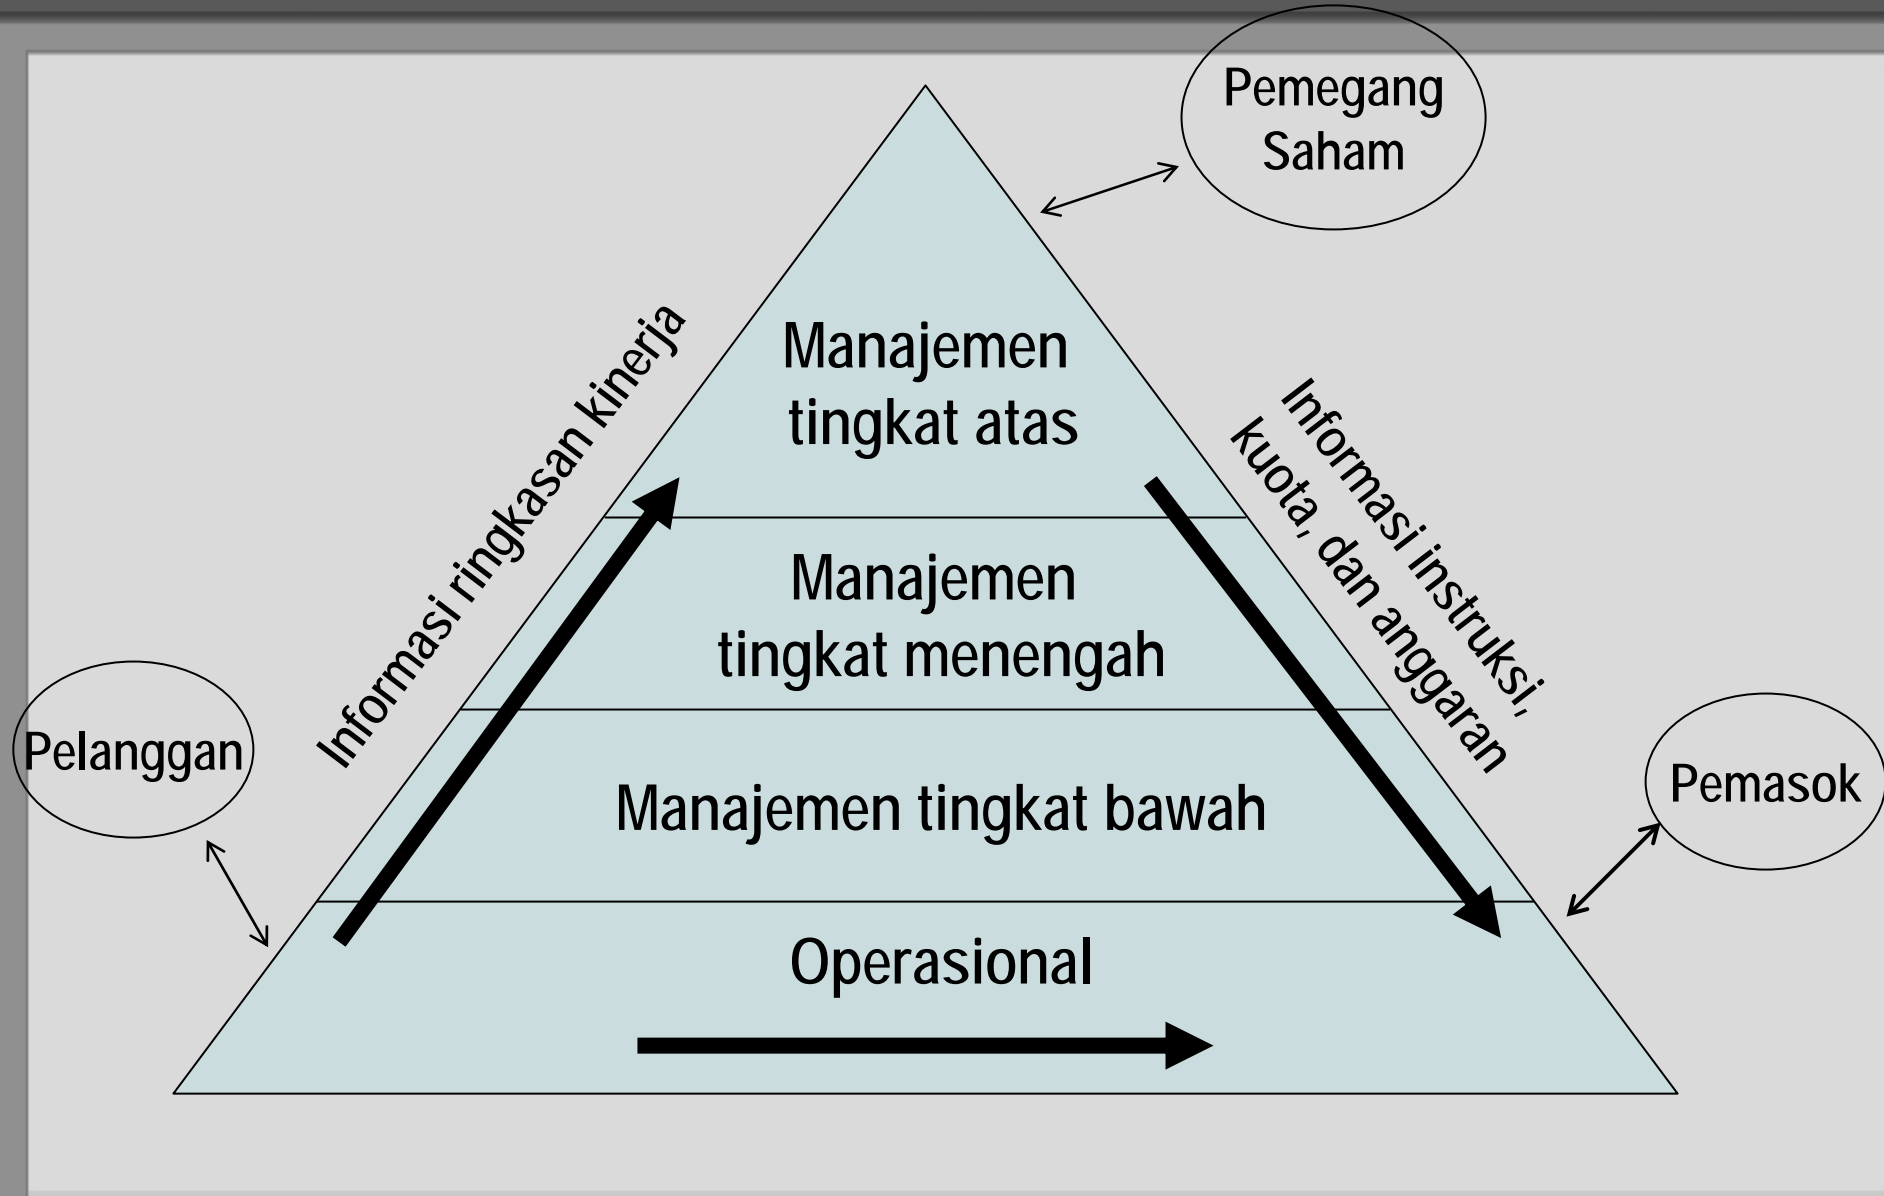 Pemegang
Saham
Manajemen
tingkat atas
Informasi ringkasan kinerja
Informasi instruksi,
kuota, dan anggaran
Manajemen
tingkat menengah
Pelanggan
Manajemen tingkat bawah
Pemasok
Operasional